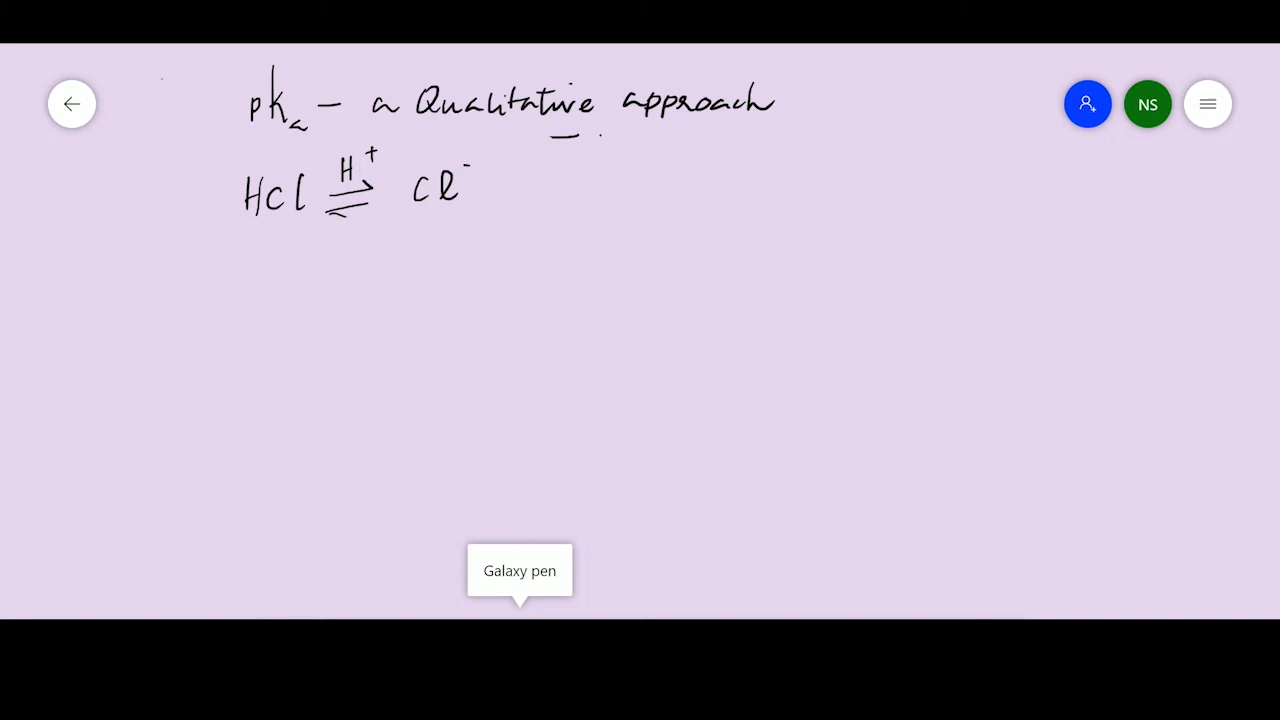 pKa – a Qualitative approach
NS
HCl ⇌ H⁺ Cl⁻
Galaxy pen